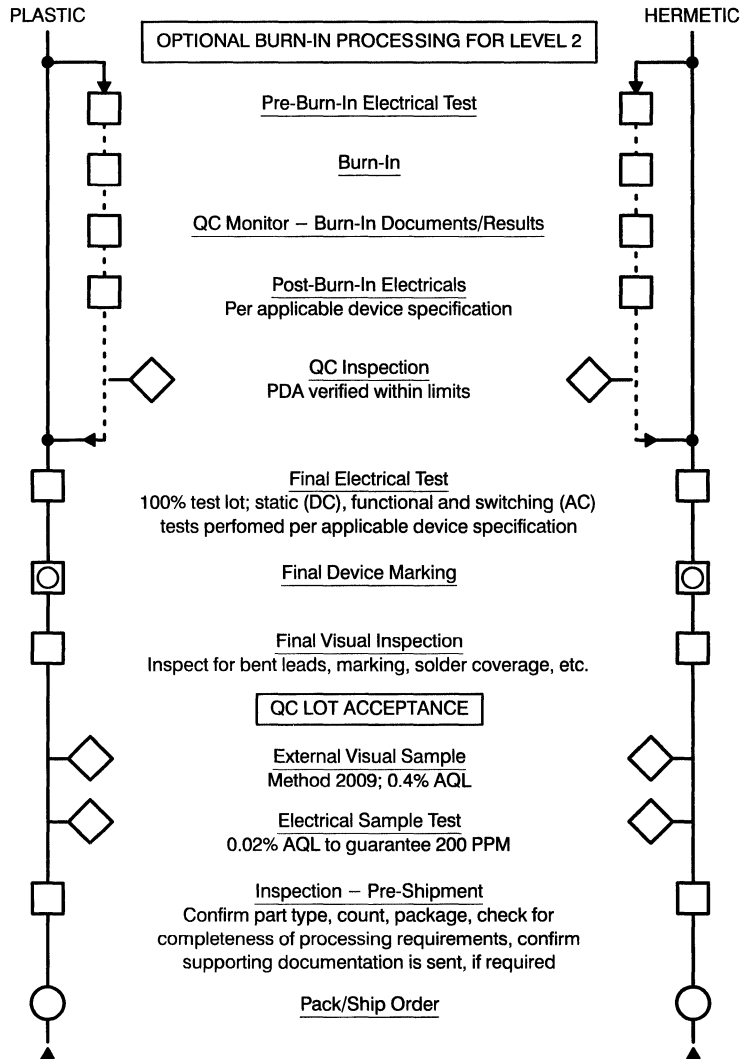 PLASTIC
HERMETIC
OPTIONAL BURN-IN PROCESSING FOR LEVEL 2
Pre-Burn-In Electrical Test
Burn-In
QC Monitor – Burn-In Documents/Results
Post-Burn-In Electricals
Per applicable device specification
QC Inspection
PDA verified within limits
Final Electrical Test
100% test lot; static (DC), functional and switching (AC)
tests perfomed per applicable device specification
Final Device Marking
Final Visual Inspection
Inspect for bent leads, marking, solder coverage, etc.
QC LOT ACCEPTANCE
External Visual Sample
Method 2009; 0.4% AQL
Electrical Sample Test
0.02% AQL to guarantee 200 PPM
Inspection – Pre-Shipment
Confirm part type, count, package, check for
completeness of processing requirements, confirm
supporting documentation is sent, if required
Pack/Ship Order